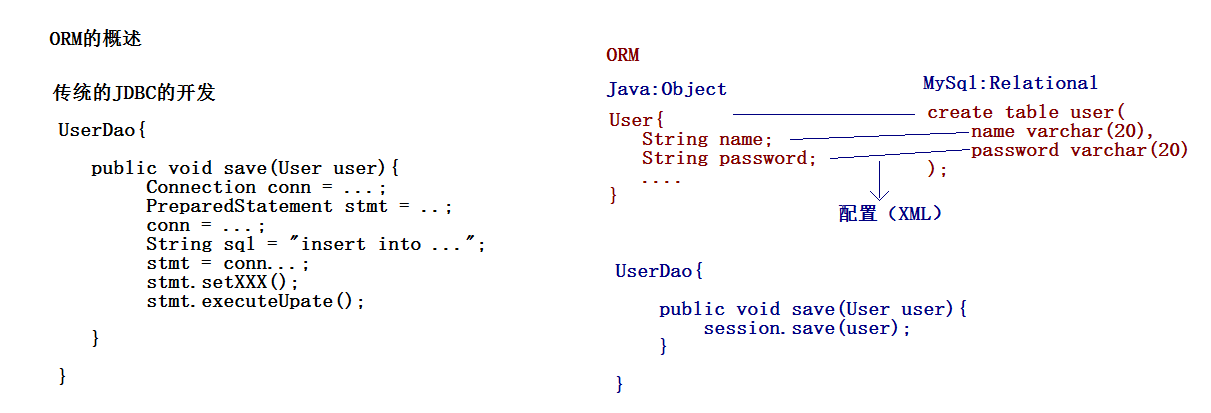 ORM的概述
传统的JDBC的开发
UserDao{
public void save(User user){
Connection conn = ...;
PreparedStatement stmt = ..;
conn = ...;
String sql = "insert into ...";
stmt = conn...;
stmt.setXXX();
stmt.executeUpate();
}
}
ORM
Java:Object
MySql:Relational
User{
String name;
String password;
....
}
create table user(
name varchar(20),
password varchar(20)
);
配置（XML）
UserDao{
public void save(User user){
session.save(user);
}
}